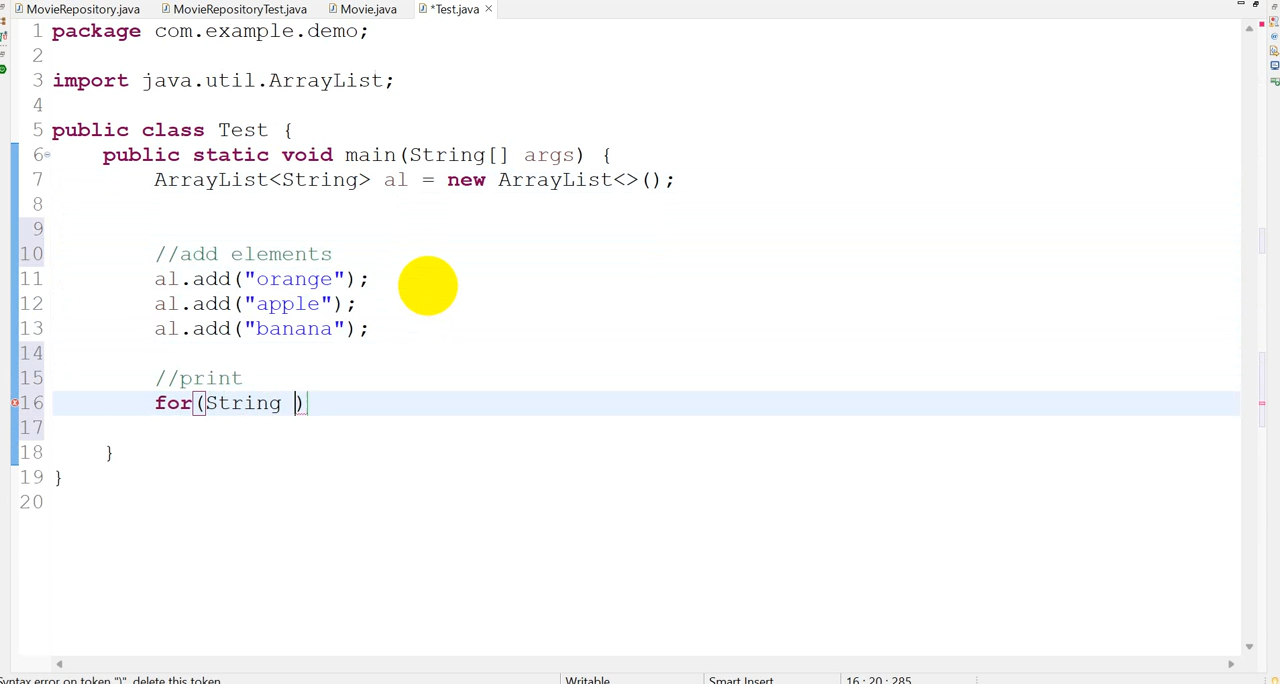 MovieRepository.java MovieRepositoryTest.java Movie.java *Test.java
1 package com.example.demo;
2
3 import java.util.ArrayList;
4
5 public class Test {
6 public static void main(String[] args) {
7 ArrayList<String> al = new ArrayList<>();
8
9
10 //add elements
11 al.add("orange");
12 al.add("apple");
13 al.add("banana");
14
15 //print
16 for(String )
17
18 }
19 }
20
error on token ")", delete this token Writable Smart Insert 16 : 20 : 285